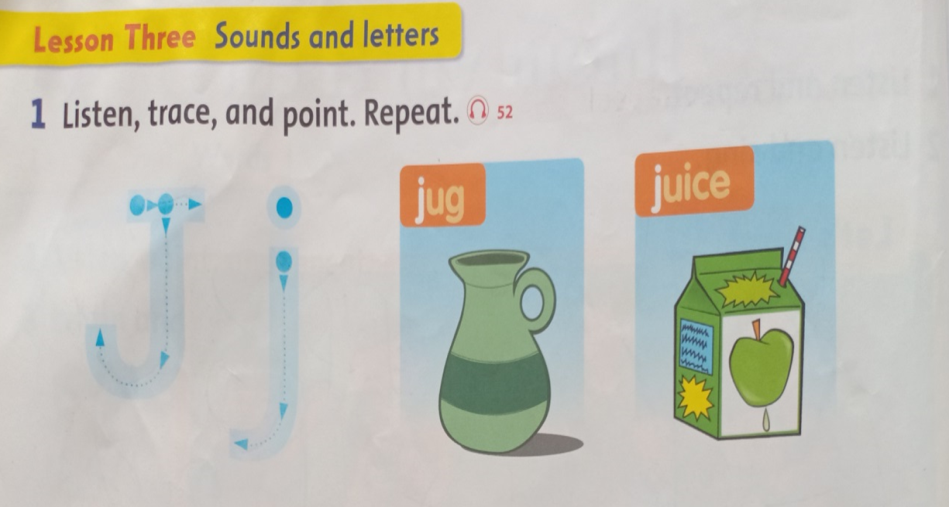 Lesson Three Sounds and letters
1 Listen, trace, and point. Repeat. 52
J j
jug
juice